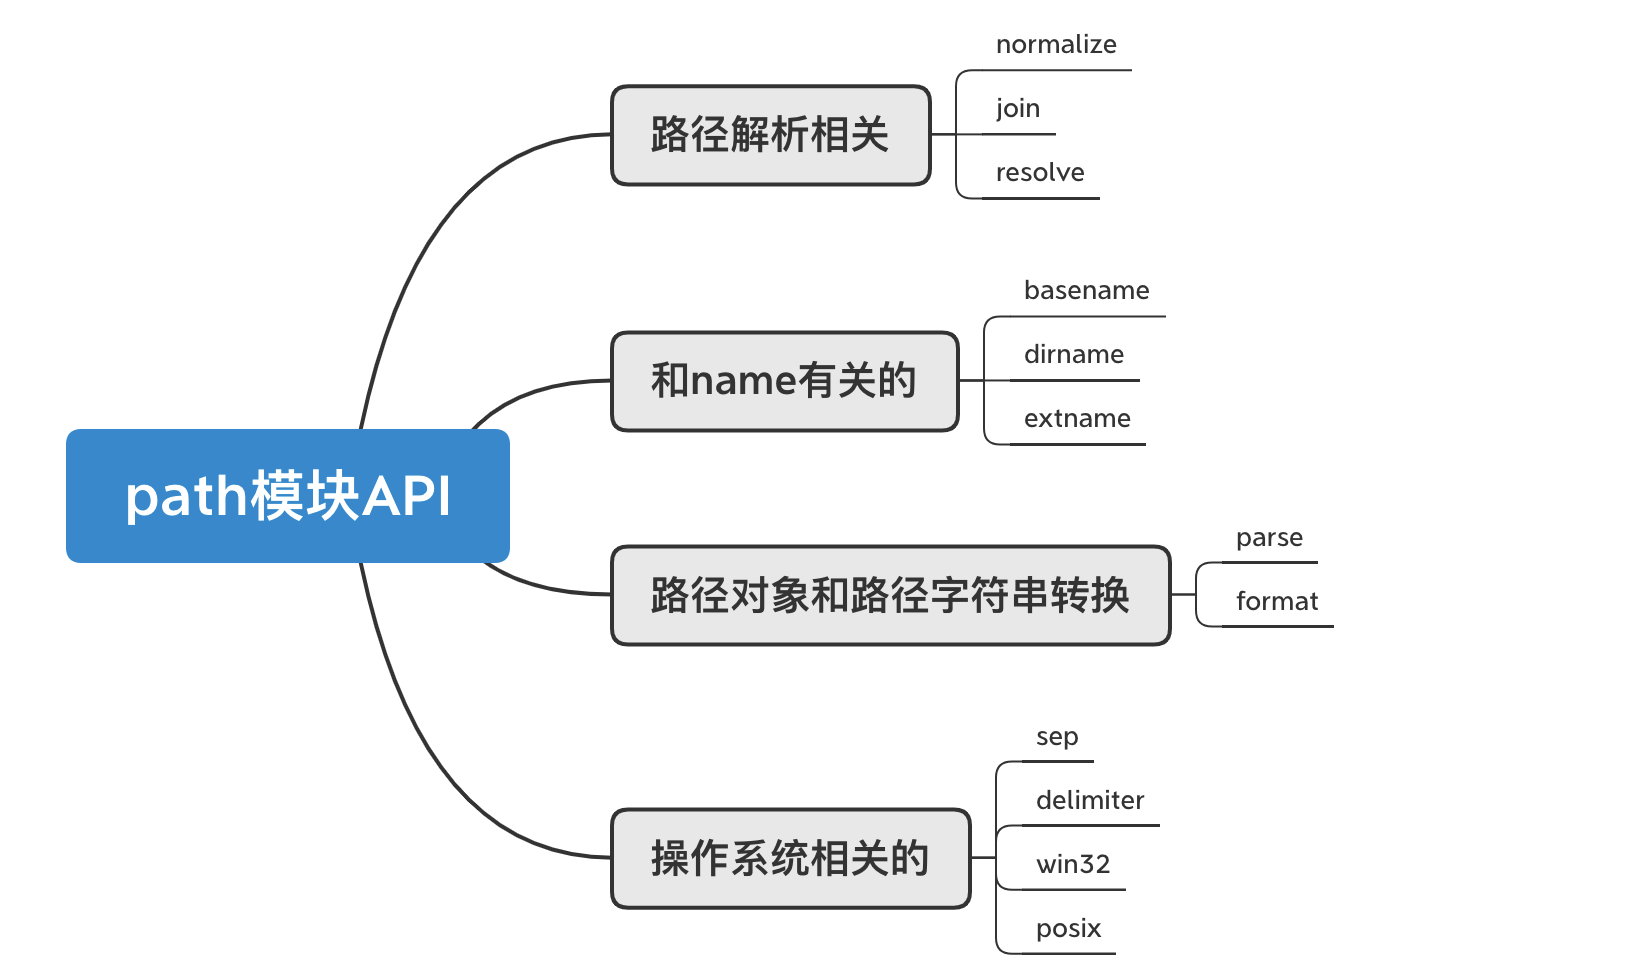 path模块API
路径解析相关
normalize
join
resolve
和name有关的
basename
dirname
extname
路径对象和路径字符串转换
parse
format
操作系统相关的
sep
delimiter
win32
posix